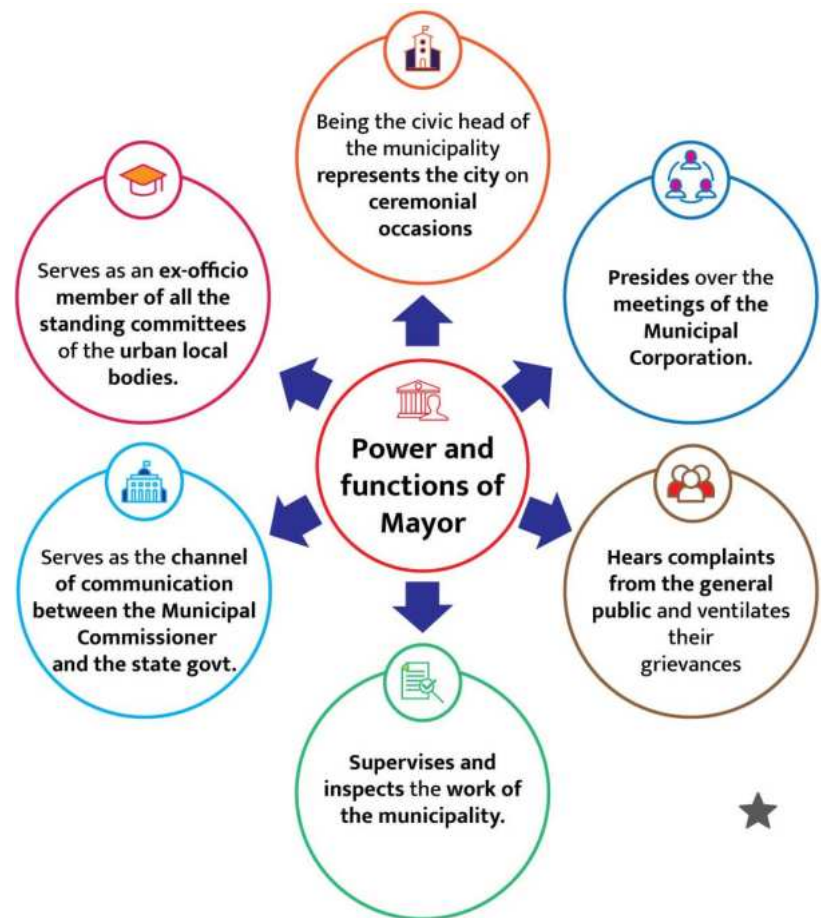 Being the civic head of
the municipality
represents the city on
ceremonial
occasions
Serves as an ex-officio
member of all the
standing committees
of the urban local
bodies.
Presides over the
meetings of the
Municipal
Corporation.
Power and
functions of
Mayor
Serves as the channel
of communication
between the Municipal
Commissioner
and the state govt.
Hears complaints
from the general
public and ventilates
their
grievances
Supervises and
inspects the work of
the municipality.